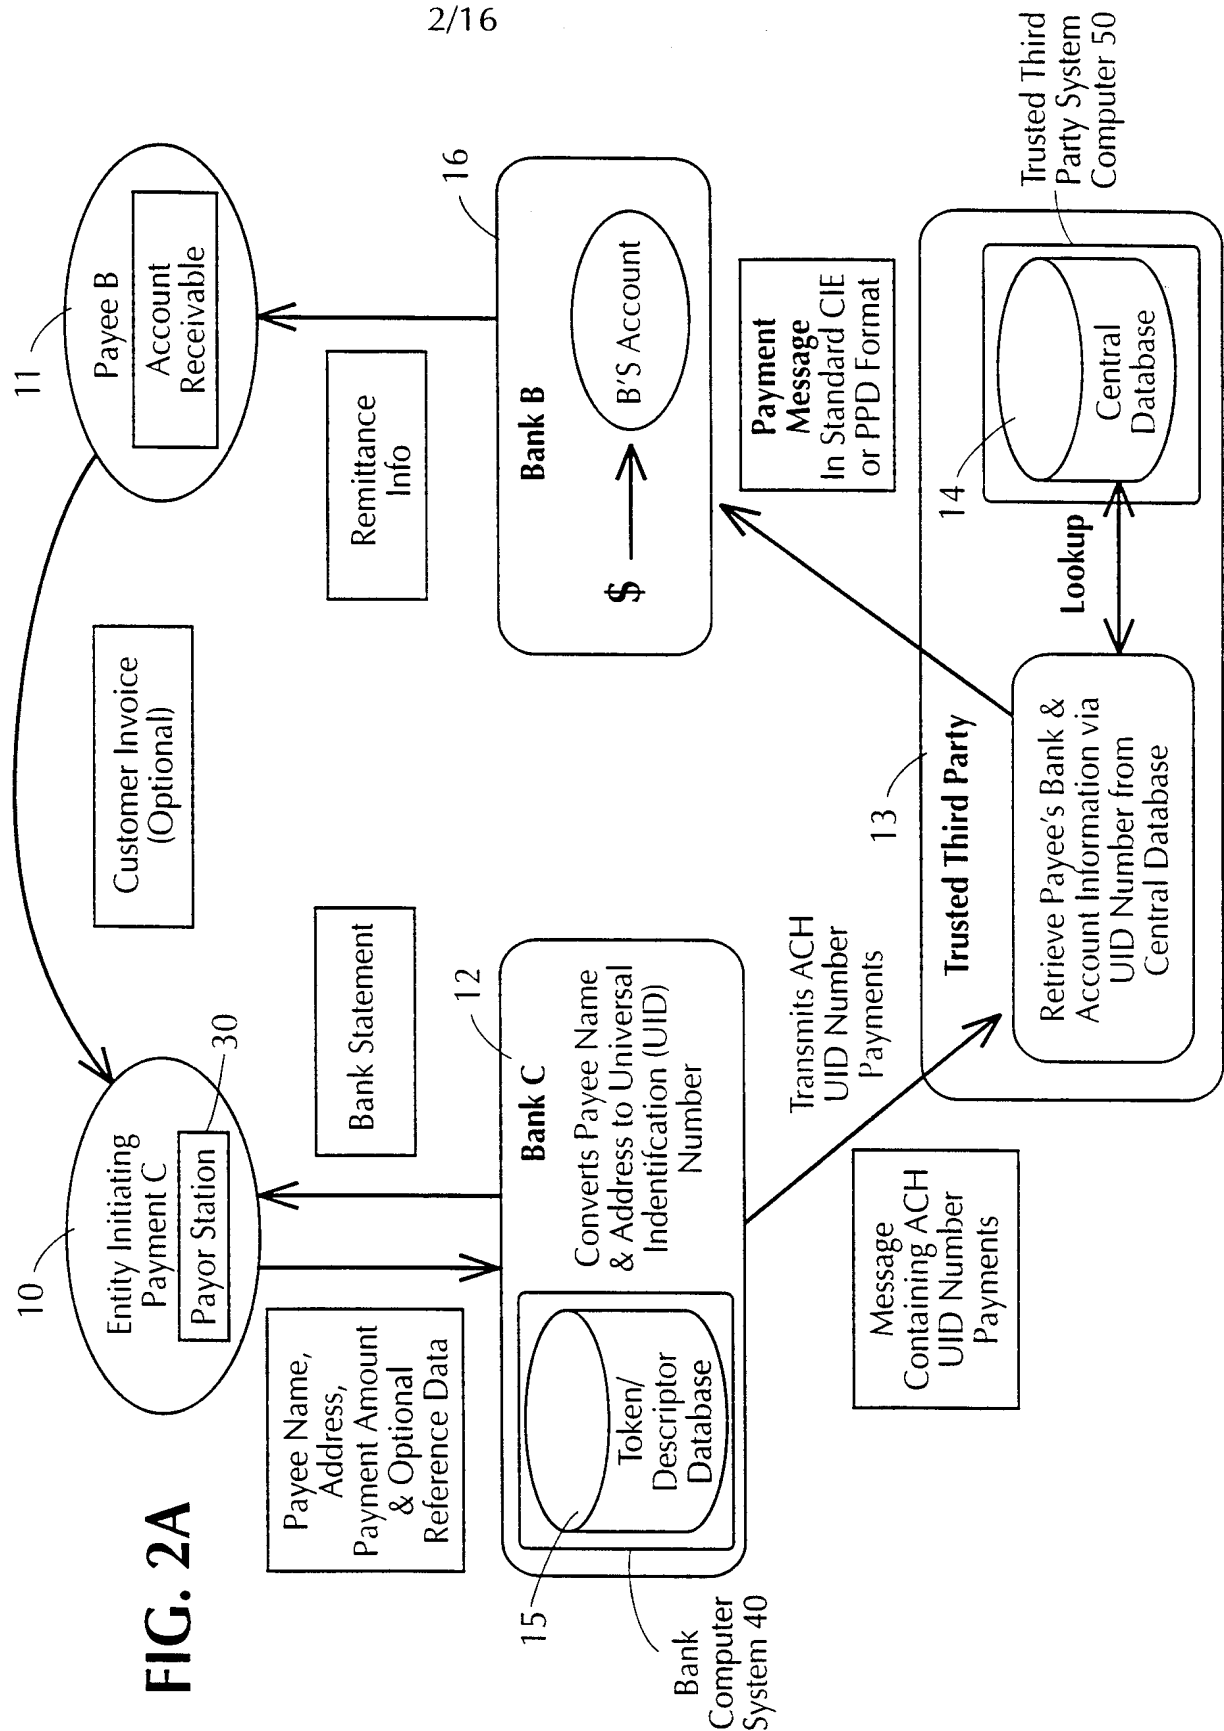 2/16
FIG. 2A
10
Entity Initiating
Payment C
Payor Station
30
Customer Invoice
(Optional)
11
Payee B
Account
Receivable
Payee Name,
Address,
Payment Amount
& Optional
Reference Data
Bank Statement
Remittance
Info
15
Token/
Descriptor
Database
Bank
Computer
System 40
12
Bank C
Converts Payee Name
& Address to Universal
Indentifcation (UID)
Number
16
Bank B
$
B'S Account
Message
Containing ACH
UID Number
Payments
Transmits ACH
UID Number
Payments
Payment
Message
In Standard CIE
or PPD Format
13
Trusted Third Party
Retrieve Payee's Bank &
Account Information via
UID Number from
Central Database
Lookup
14
Central
Database
Trusted Third
Party System
Computer 50